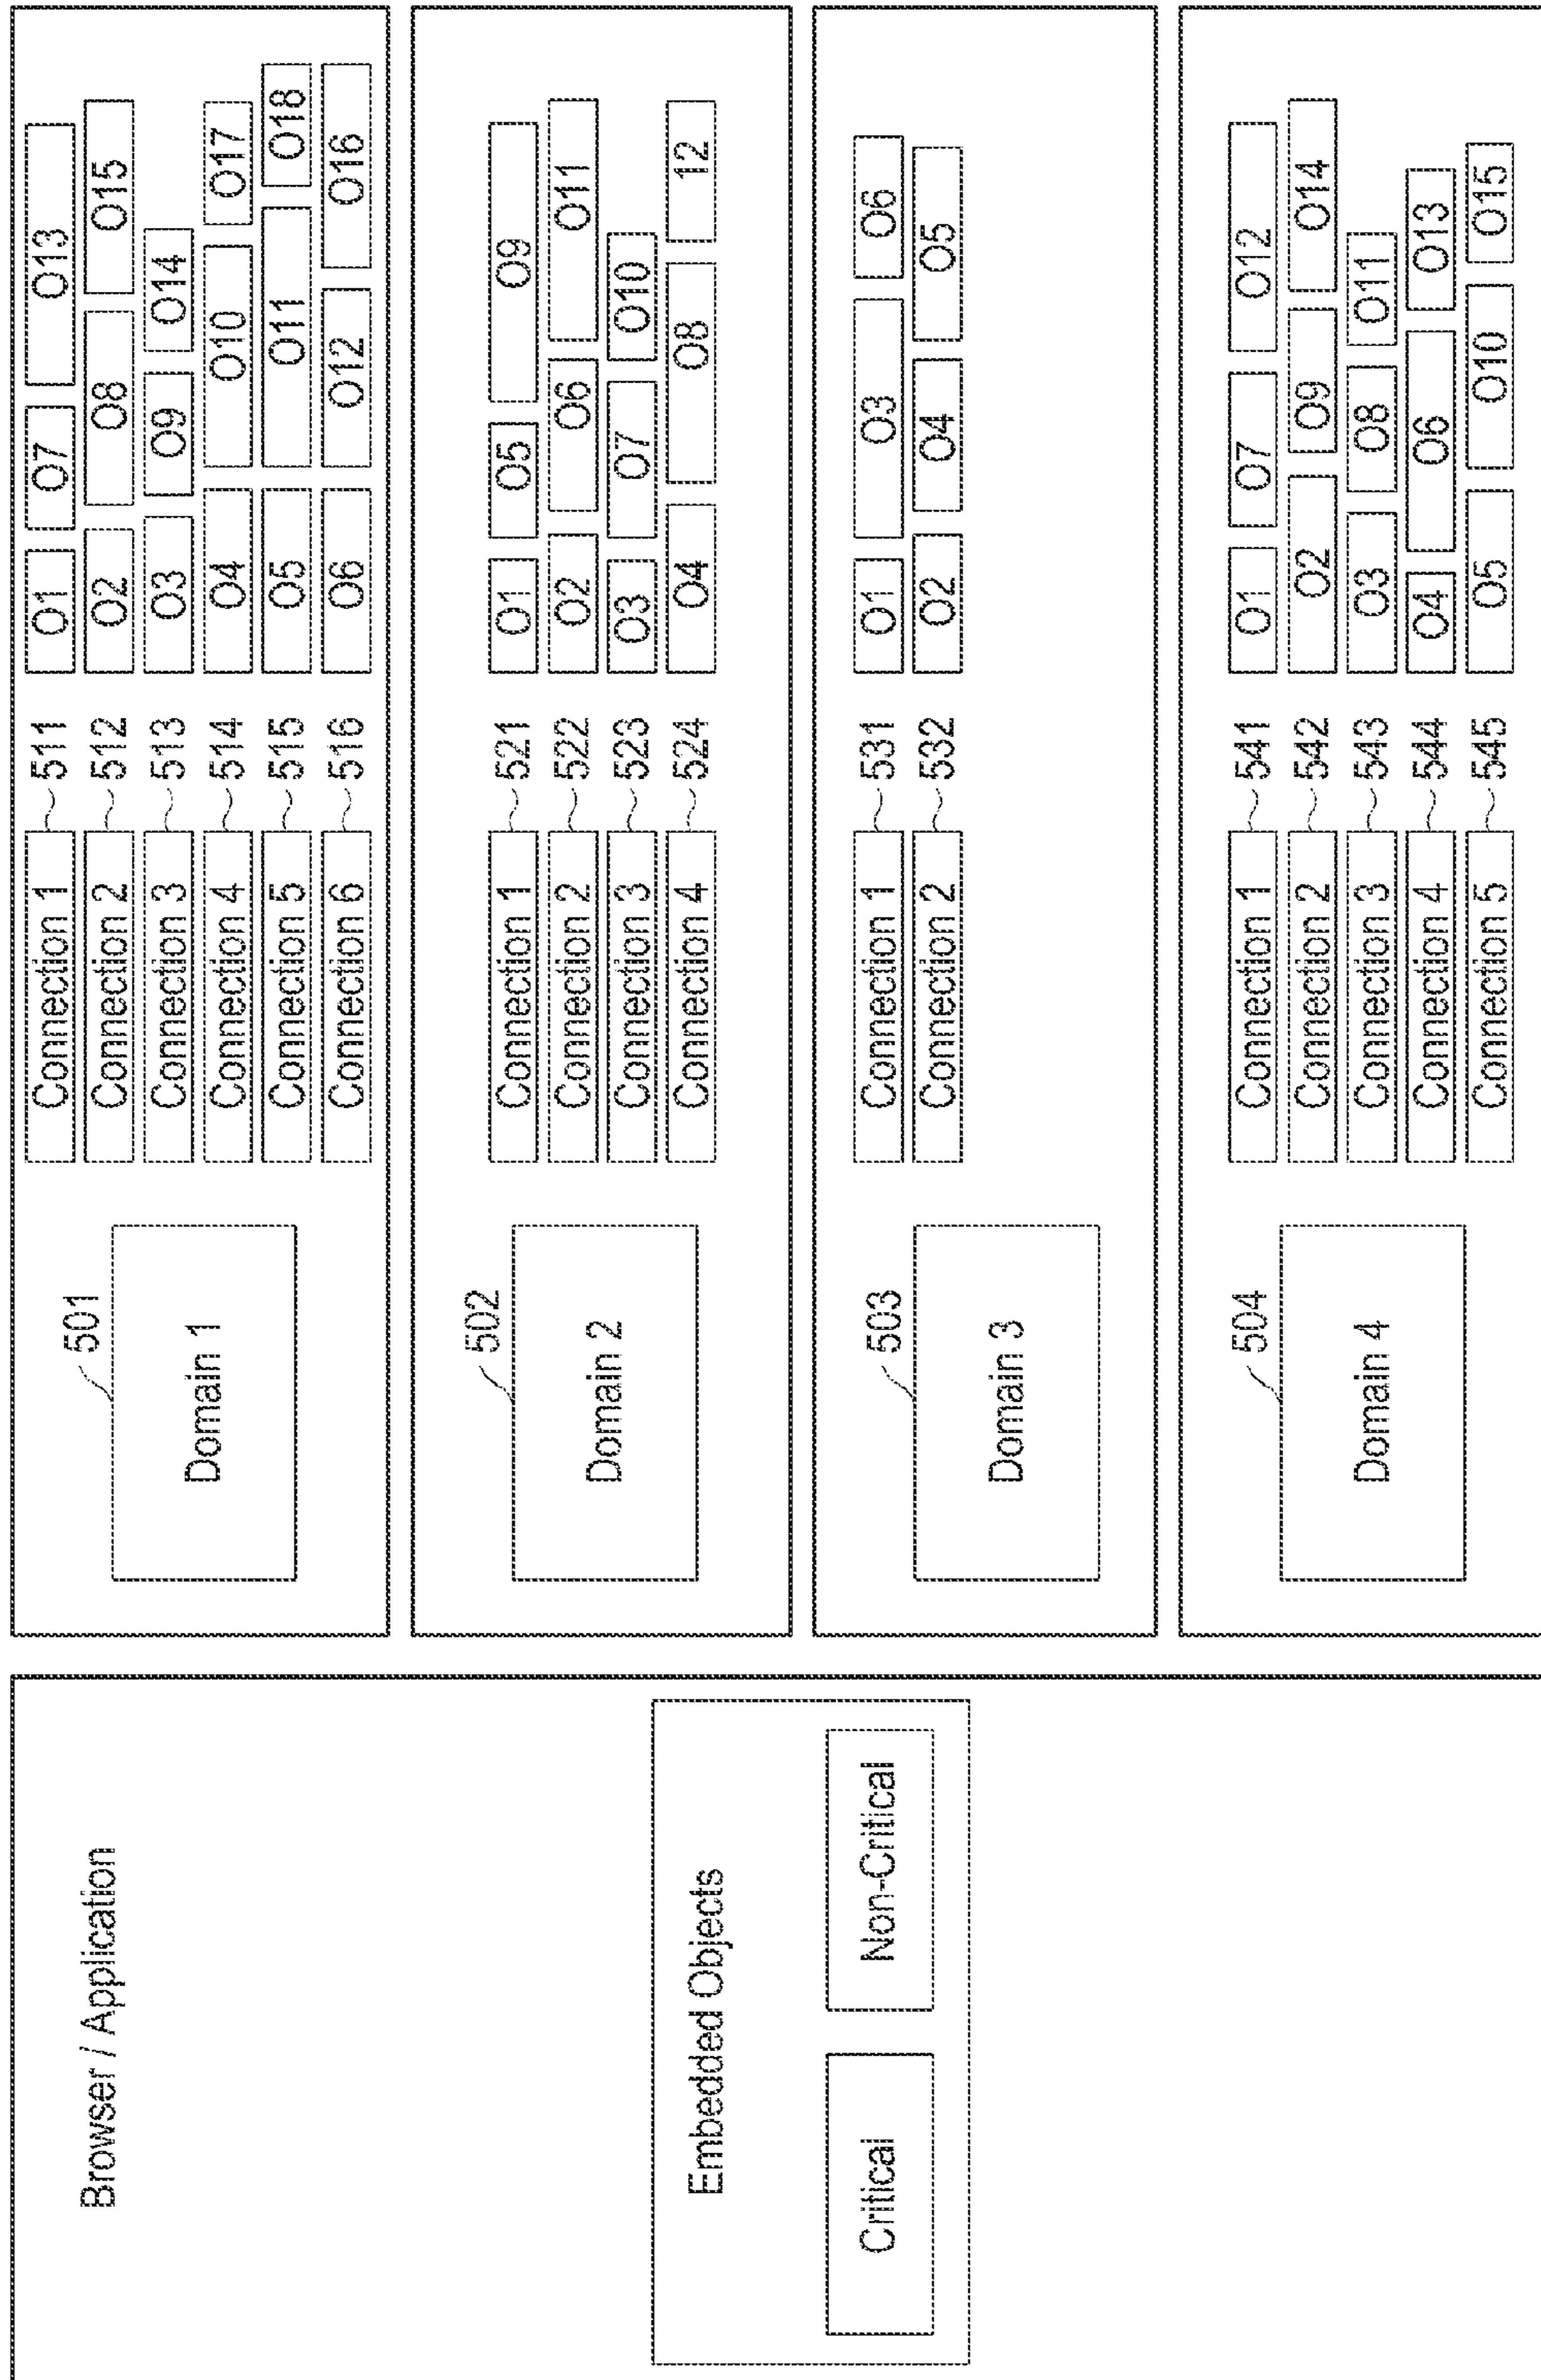 Browser / Application
Embedded Objects
Critical
Non-Critical
501
Domain 1
Connection 1 511 O1 O7 O13
Connection 2 512 O2 O8 O15
Connection 3 513 O3 O9 O14
Connection 4 514 O4 O10 O17
Connection 5 515 O5 O11 O18
Connection 6 516 O6 O12 O16
502
Domain 2
Connection 1 521 O1 O5 O9
Connection 2 522 O2 O6 O11
Connection 3 523 O3 O7 O10
Connection 4 524 O4 O8 12
503
Domain 3
Connection 1 531 O1 O3 O6
Connection 2 532 O2 O4 O5
504
Domain 4
Connection 1 541 O1 O7 O12
Connection 2 542 O2 O9 O14
Connection 3 543 O3 O8 O11
Connection 4 544 O4 O6 O13
Connection 5 545 O5 O10 O15